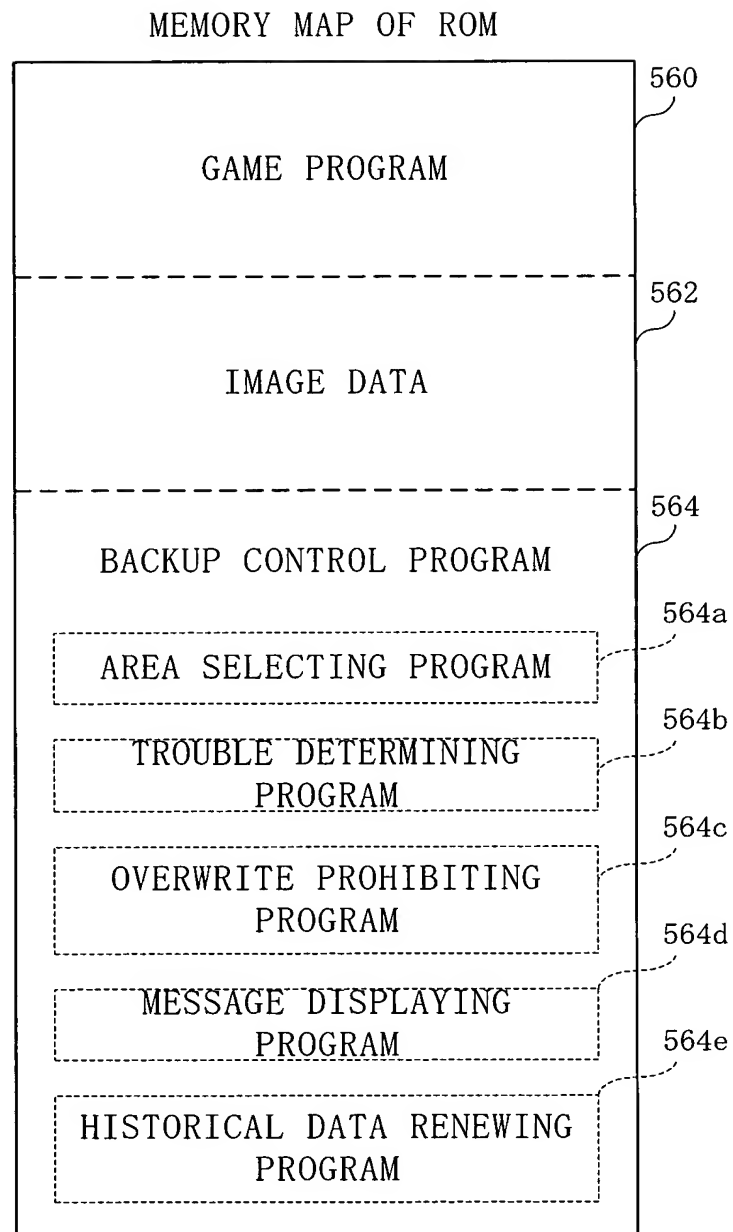 MEMORY MAP OF ROM
560
GAME PROGRAM
562
IMAGE DATA
564
BACKUP CONTROL PROGRAM
564a
AREA SELECTING PROGRAM
564b
TROUBLE DETERMINING
PROGRAM
564c
OVERWRITE PROHIBITING
PROGRAM
564d
MESSAGE DISPLAYING
PROGRAM
564e
HISTORICAL DATA RENEWING
PROGRAM